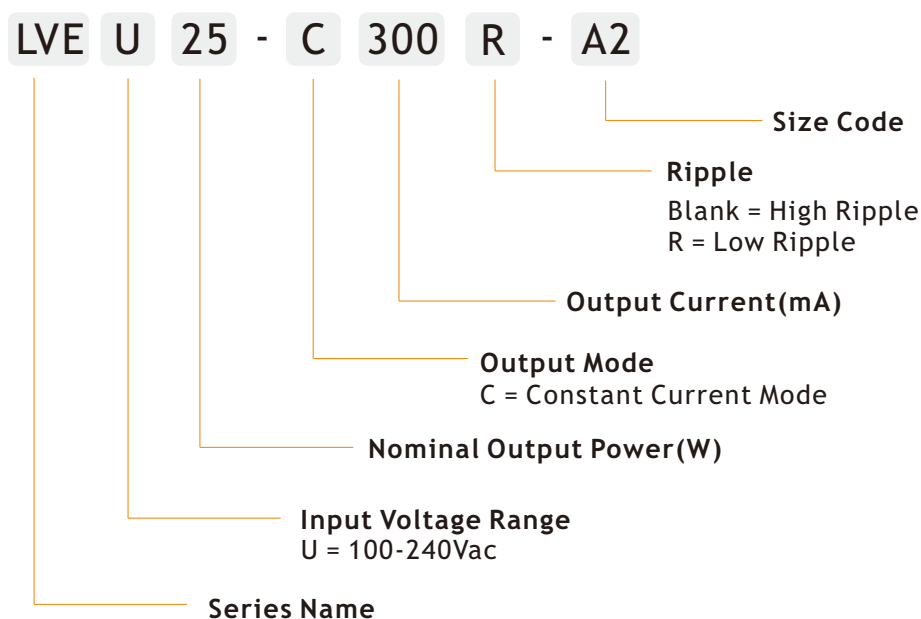 LVE U 25 - C 300 R - A2
Size Code
Ripple
Blank = High Ripple
R = Low Ripple
Output Current(mA)
Output Mode
C = Constant Current Mode
Nominal Output Power(W)
Input Voltage Range
U = 100-240Vac
Series Name